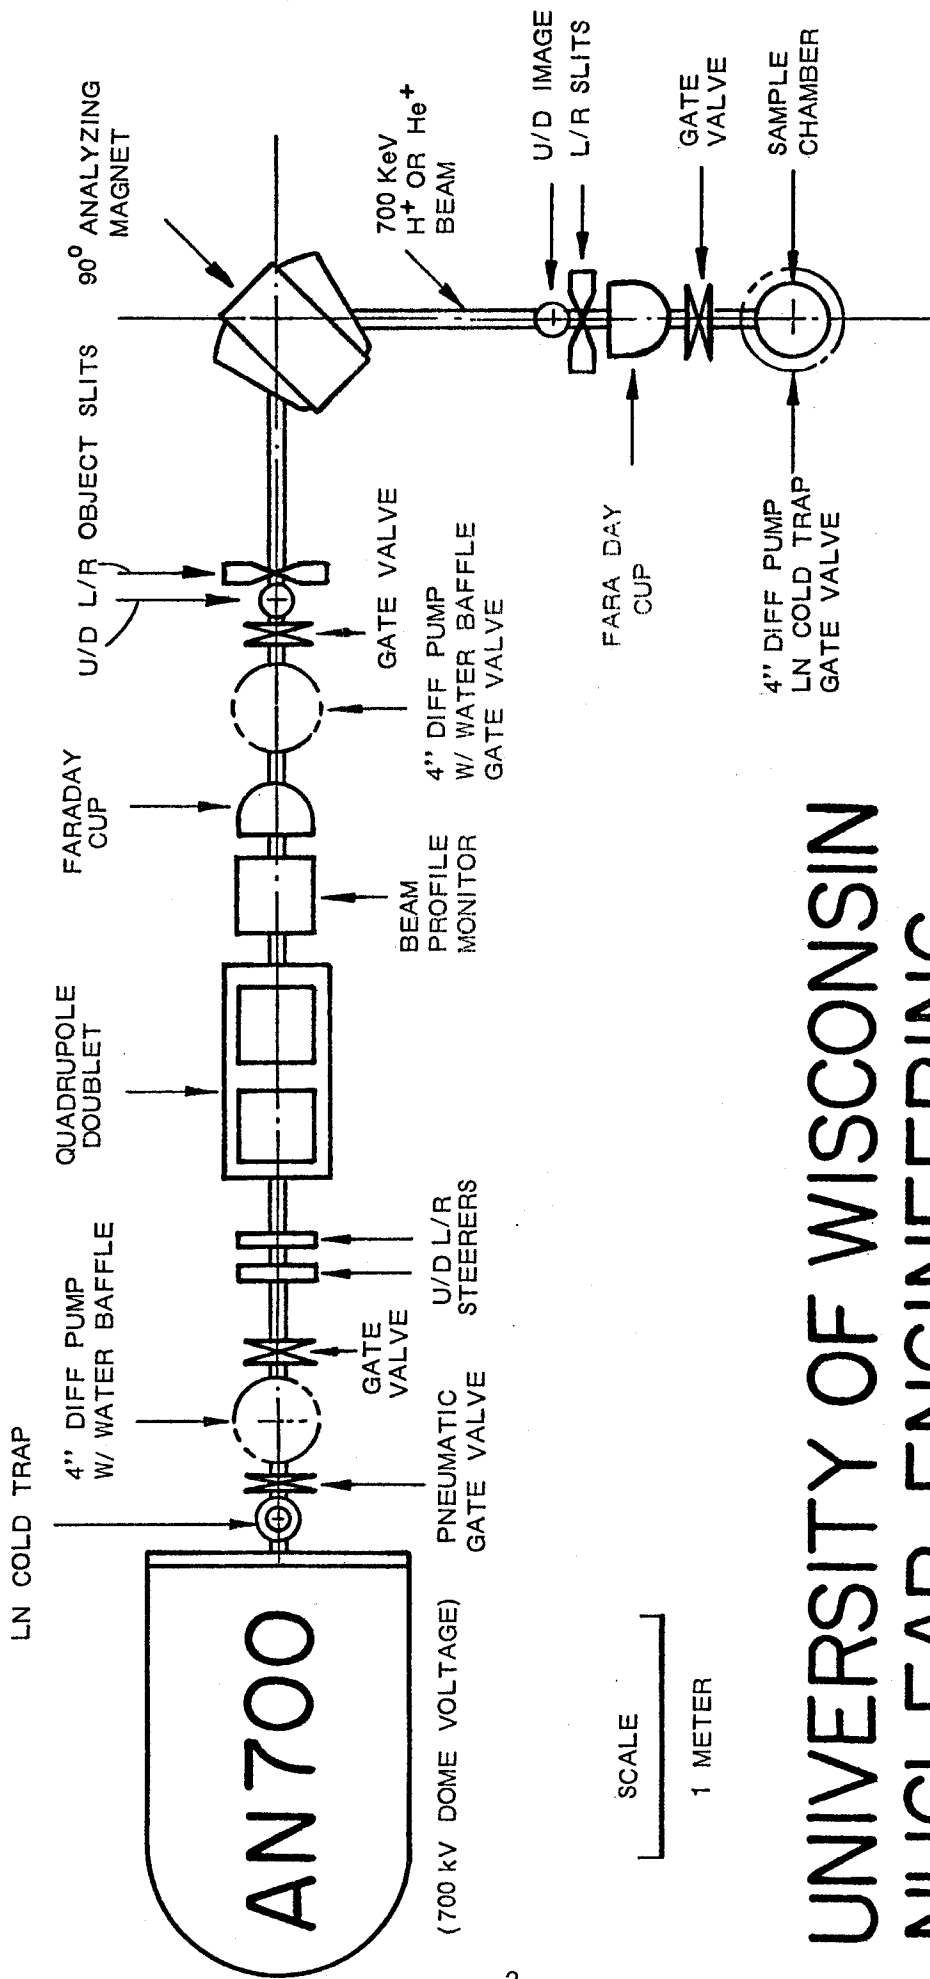 LN COLD TRAP
4" DIFF PUMP
W/ WATER BAFFLE
QUADRUPOLE
DOUBLET
FARADAY
CUP
U/D L/R OBJECT SLITS
90⁰ ANALYZING
MAGNET
AN700
(700 kV DOME VOLTAGE)
PNEUMATIC
GATE VALVE
GATE
VALVE
U/D L/R
STEERERS
BEAM
PROFILE
MONITOR
4" DIFF PUMP
W/ WATER BAFFLE
GATE VALVE
GATE VALVE
700 KeV
H⁺ OR He⁺
BEAM
U/D IMAGE
L/R SLITS
FARA DAY
CUP
GATE
VALVE
SAMPLE
CHAMBER
4" DIFF PUMP
LN COLD TRAP
GATE VALVE
SCALE
1 METER
UNIVERSITY OF WISCONSIN
NUCLEAR ENGINEERING